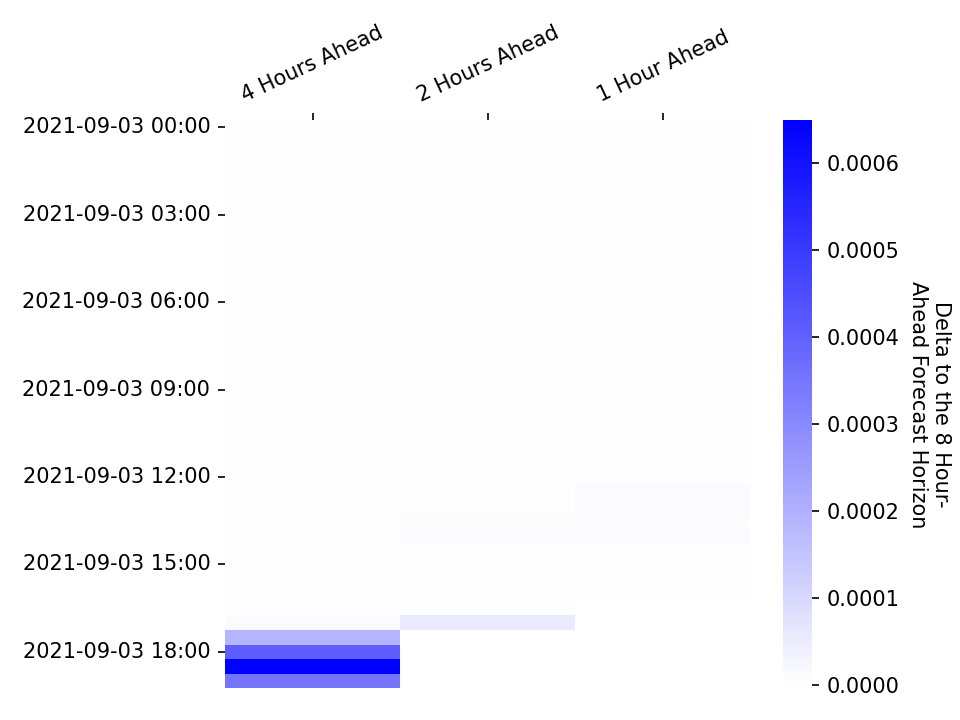 4 Hours Ahead
2 Hours Ahead
1 Hour Ahead
2021-09-03 00:00
2021-09-03 03:00
2021-09-03 06:00
2021-09-03 09:00
2021-09-03 12:00
2021-09-03 15:00
2021-09-03 18:00
0.0006
0.0005
0.0004
0.0003
0.0002
0.0001
0.0000
Delta to the 8 Hour-
Ahead Forecast Horizon